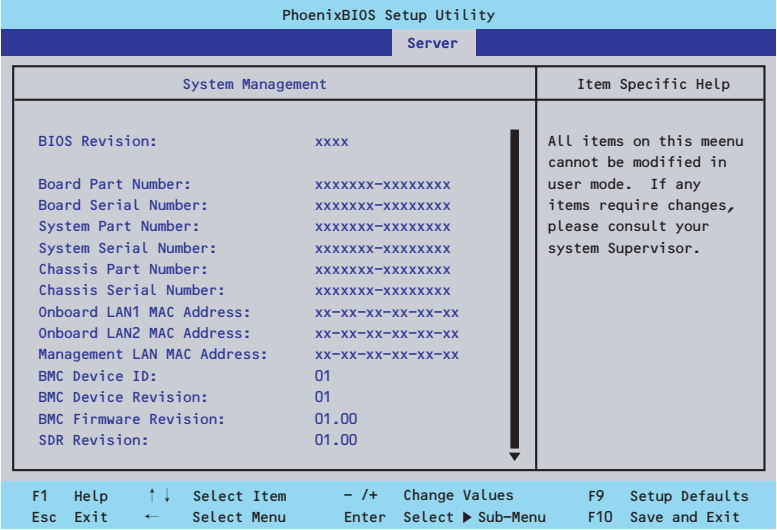 PhoenixBIOS Setup Utility
Server
System Management
Item Specific Help
BIOS Revision: xxxx
Board Part Number: xxxxxxx-xxxxxxxx
Board Serial Number: xxxxxxx-xxxxxxxx
System Part Number: xxxxxxx-xxxxxxxx
System Serial Number: xxxxxxx-xxxxxxxx
Chassis Part Number: xxxxxxx-xxxxxxxx
Chassis Serial Number: xxxxxxx-xxxxxxxx
Onboard LAN1 MAC Address: xx-xx-xx-xx-xx-xx
Onboard LAN2 MAC Address: xx-xx-xx-xx-xx-xx
Management LAN MAC Address: xx-xx-xx-xx-xx-xx
BMC Device ID: 01
BMC Device Revision: 01
BMC Firmware Revision: 01.00
SDR Revision: 01.00
All items on this meenu
cannot be modified in
user mode. If any
items require changes,
please consult your
system Supervisor.
F1 Help ↑↓ Select Item - /+ Change Values F9 Setup Defaults
Esc Exit ← Select Menu Enter Select ▶ Sub-Menu F10 Save and Exit